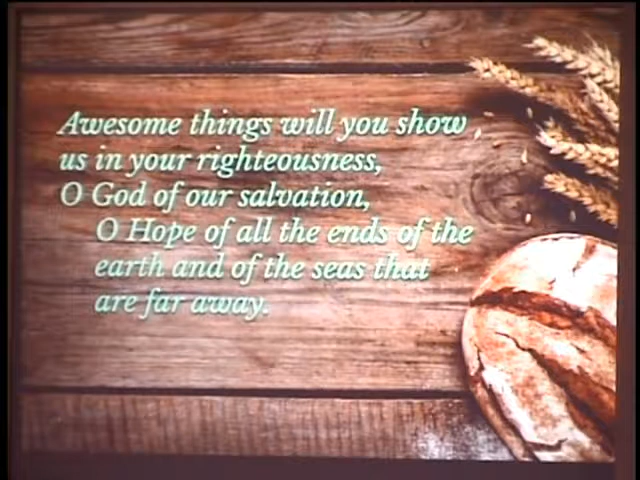 Awesome things will you show
us in your righteousness,
O God of our salvation,
O Hope of all the ends of the
earth and of the seas that
are far away.